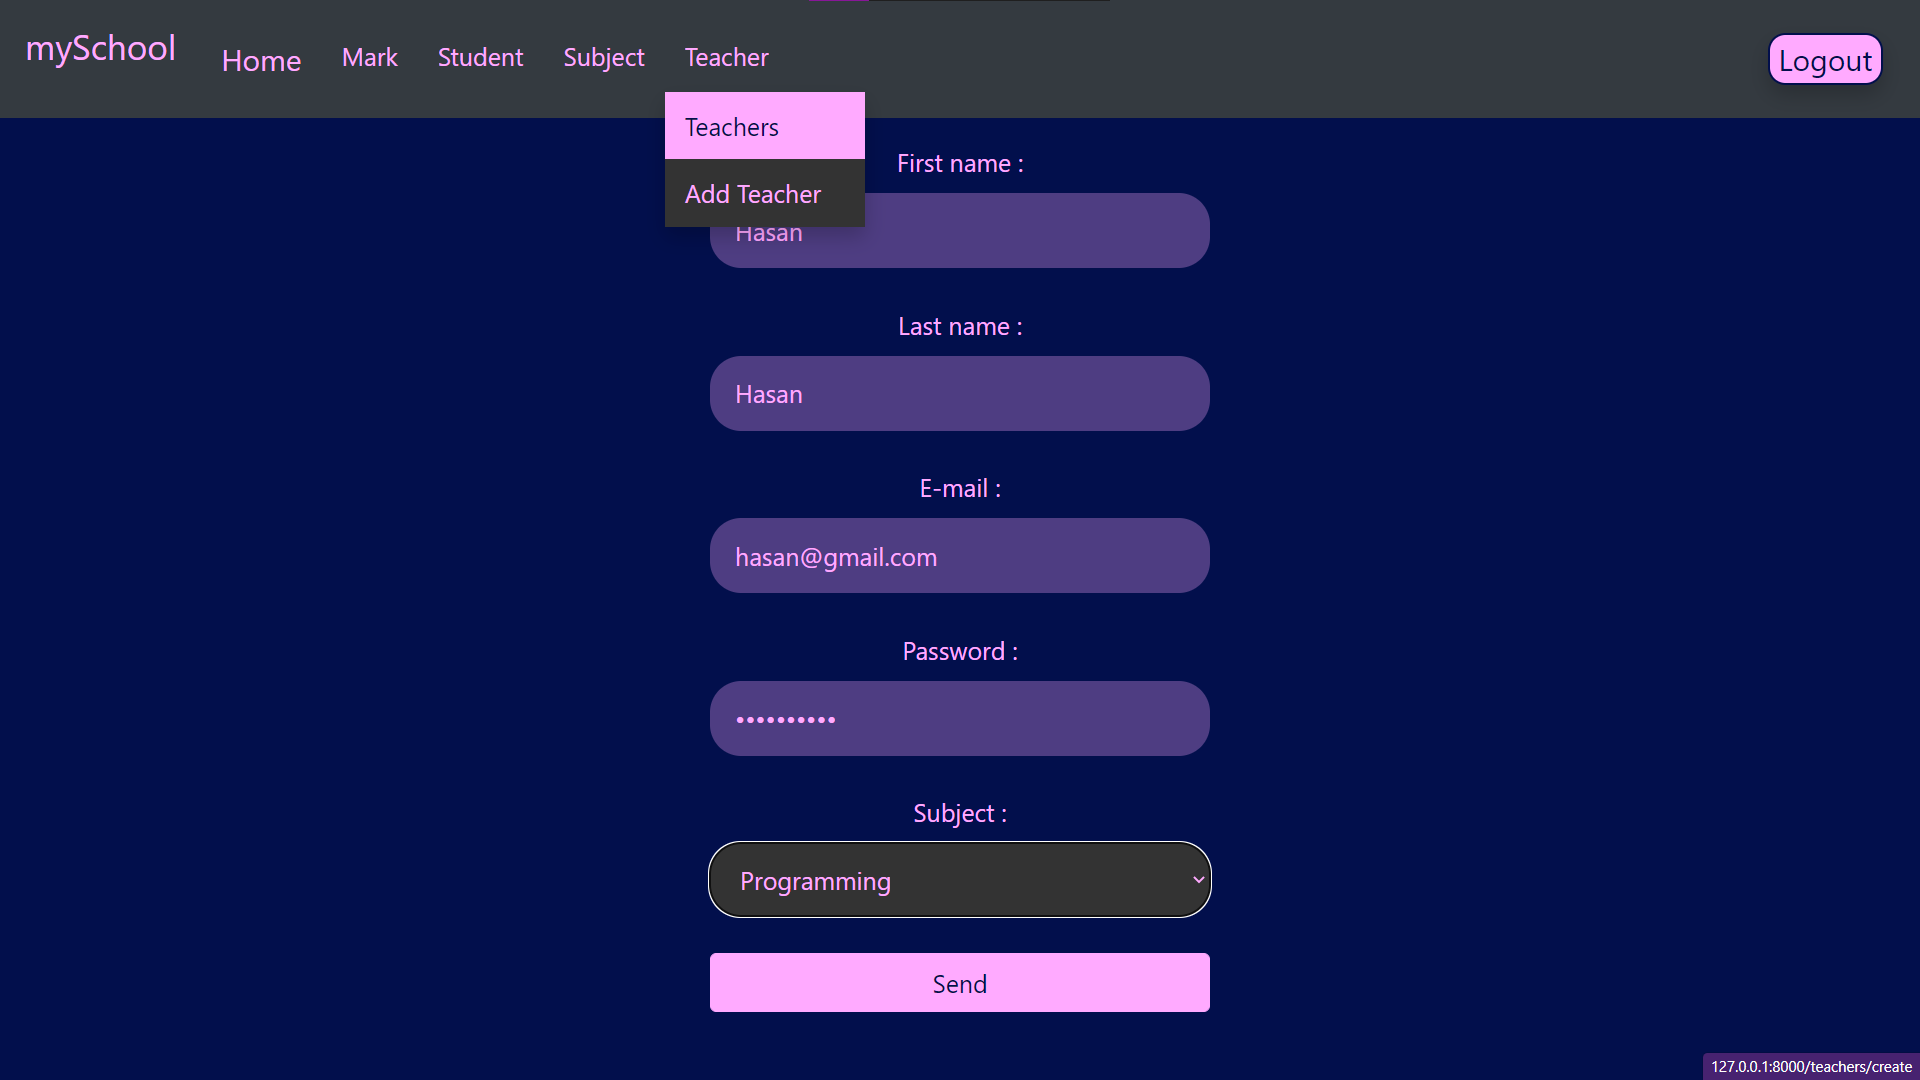 mySchool
Home
Mark
Student
Subject
Teacher
Logout
Teachers
Add Teacher
First name :
Hasan
Last name :
Hasan
E-mail :
hasan@gmail.com
Password :
••••••••••
Subject :
Programming
Send
127.0.0.1:8000/teachers/create